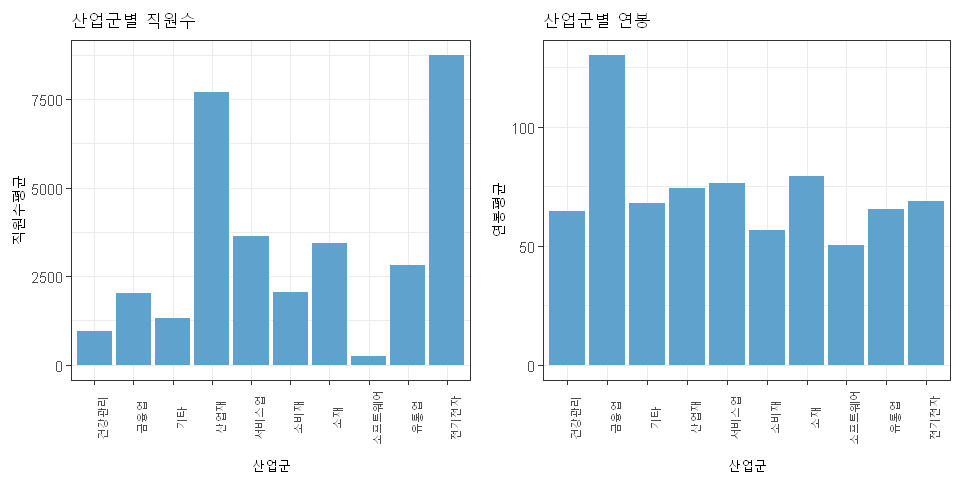 산업군별 직원수
직원수평균
7500
5000
2500
0
건강관리
금융업
기타
산업재
서비스업
소비재
소재
소프트웨어
유통업
전기전자
산업군
산업군별 연봉
연봉평균
100
50
0
건강관리
금융업
기타
산업재
서비스업
소비재
소재
소프트웨어
유통업
전기전자
산업군